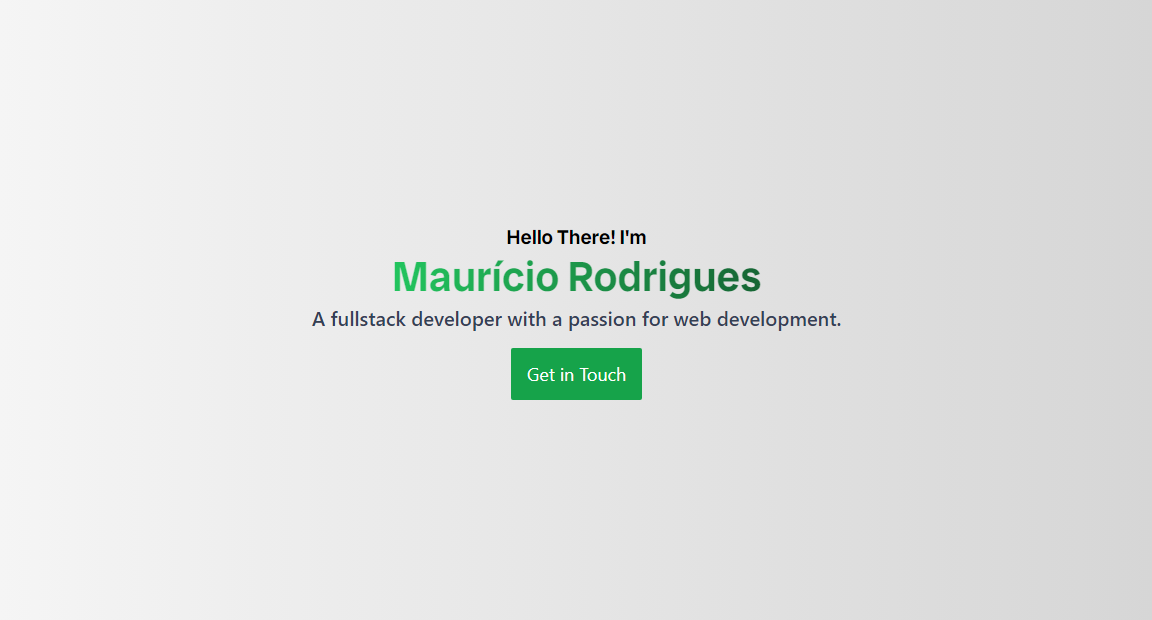 Hello There! I'm
Maurício Rodrigues
A fullstack developer with a passion for web development.
Get in Touch